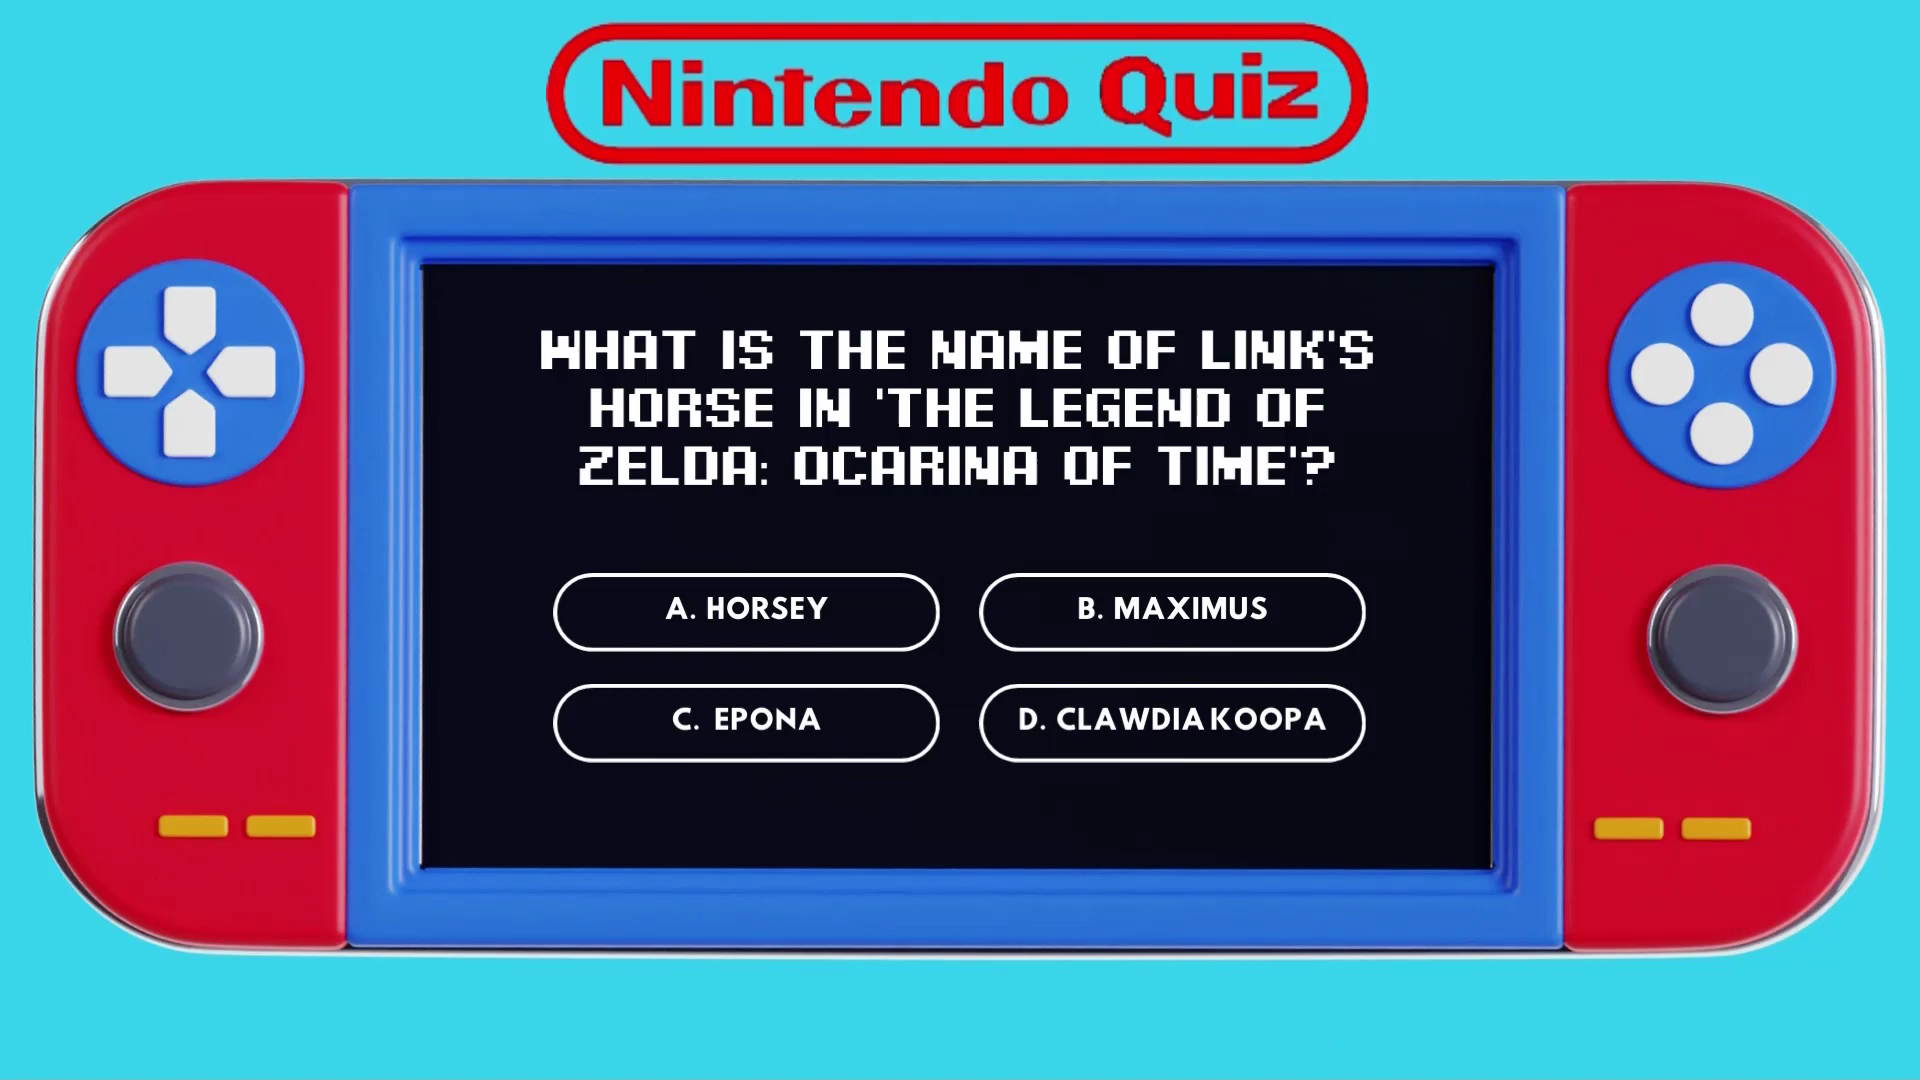 Nintendo Quiz
WHAT IS THE NAME OF LINK'S
HORSE IN 'THE LEGEND OF
ZELDA: OCARINA OF TIME'?
A. HORSEY
B. MAXIMUS
C. EPONA
D. CLAWDIA KOOPA